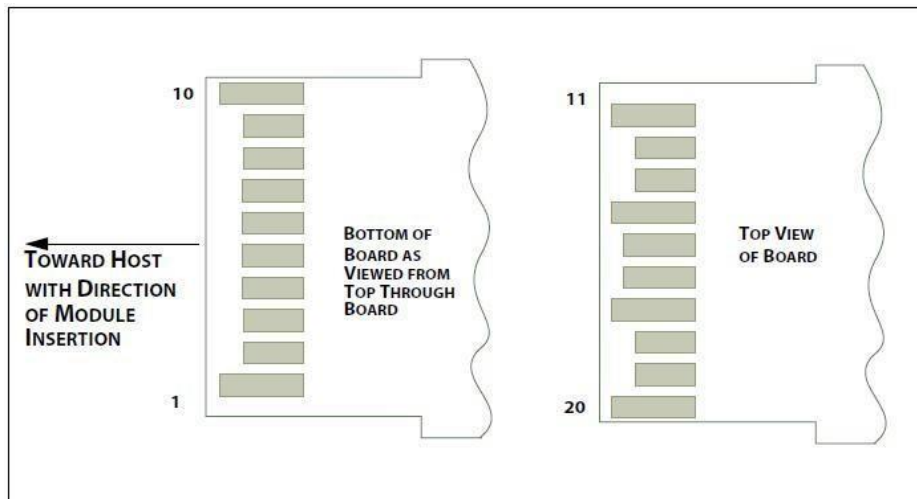 10
11
TOWARD HOST
WITH DIRECTION
OF MODULE
INSERTION
BOTTOM OF
BOARD AS
VIEWED FROM
TOP THROUGH
BOARD
TOP VIEW
OF BOARD
1
20